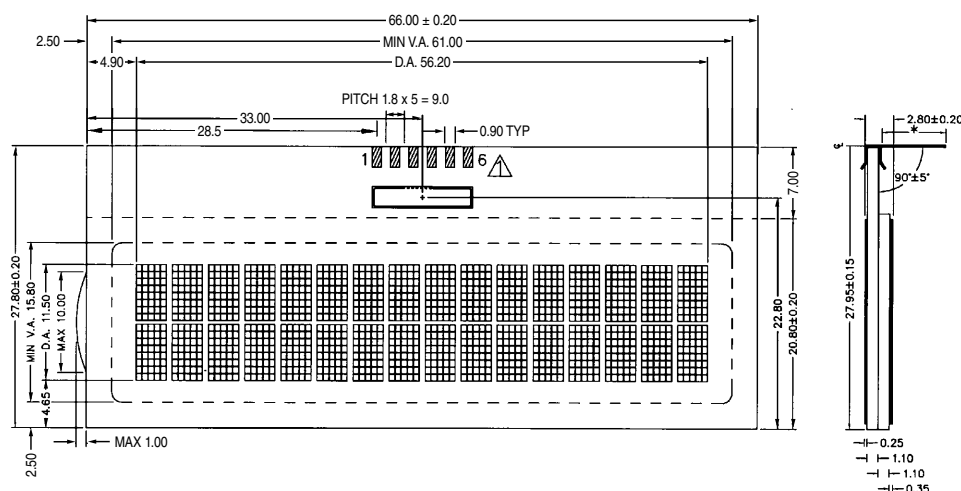 66.00 ± 0.20
2.50
MIN V.A. 61.00
4.90
D.A. 56.20
PITCH 1.8 x 5 = 9.0
33.00
28.5
0.90 TYP
2.80±0.20
*
1
6
1
℄
90°±5°
7.00
27.80±0.20
MIN V.A. 15.80
D.A. 11.50
MAX 10.00
22.80
20.80±0.20
27.95±0.15
4.65
MAX 1.00
2.50
0.25
1.10
1.10
0.35